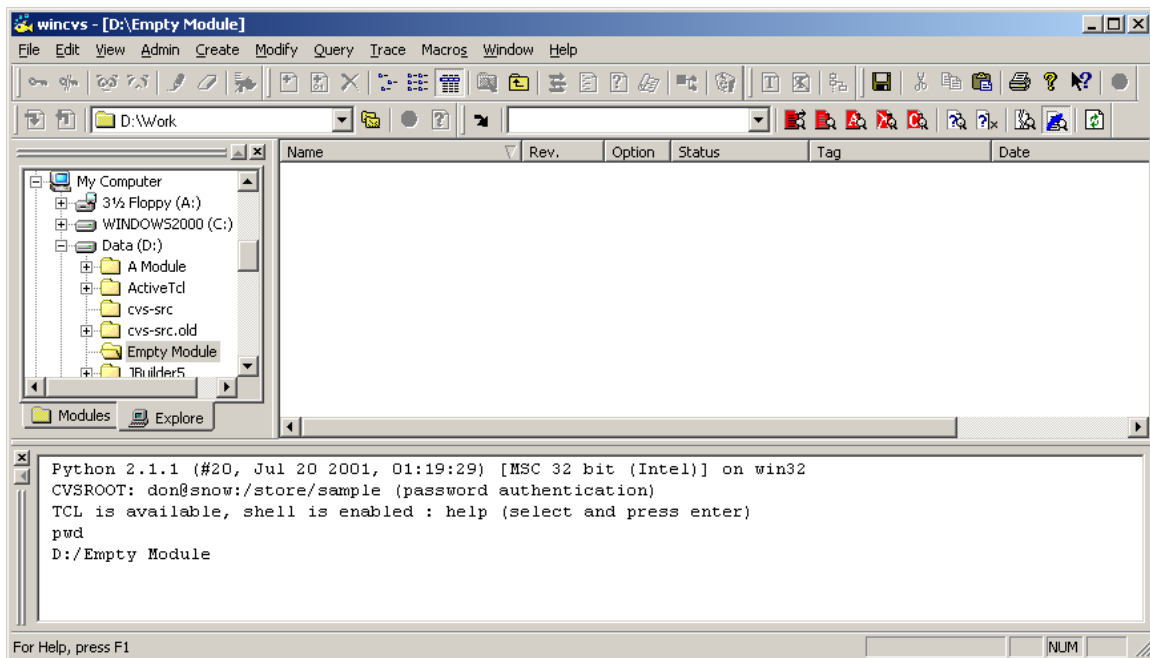 wincvs - [D:\Empty Module]
File Edit View Admin Create Modify Query Trace Macros Window Help
D:\Work
Name Rev. Option Status Tag Date
My Computer
3½ Floppy (A:)
WINDOWS2000 (C:)
Data (D:)
A Module
ActiveTcl
cvs-src
cvs-src.old
Empty Module
JBuilder5
Modules Explore
Python 2.1.1 (#20, Jul 20 2001, 01:19:29) [MSC 32 bit (Intel)] on win32
CVSROOT: don@snow:/store/sample (password authentication)
TCL is available, shell is enabled : help (select and press enter)
pwd
D:/Empty Module
For Help, press F1 NUM